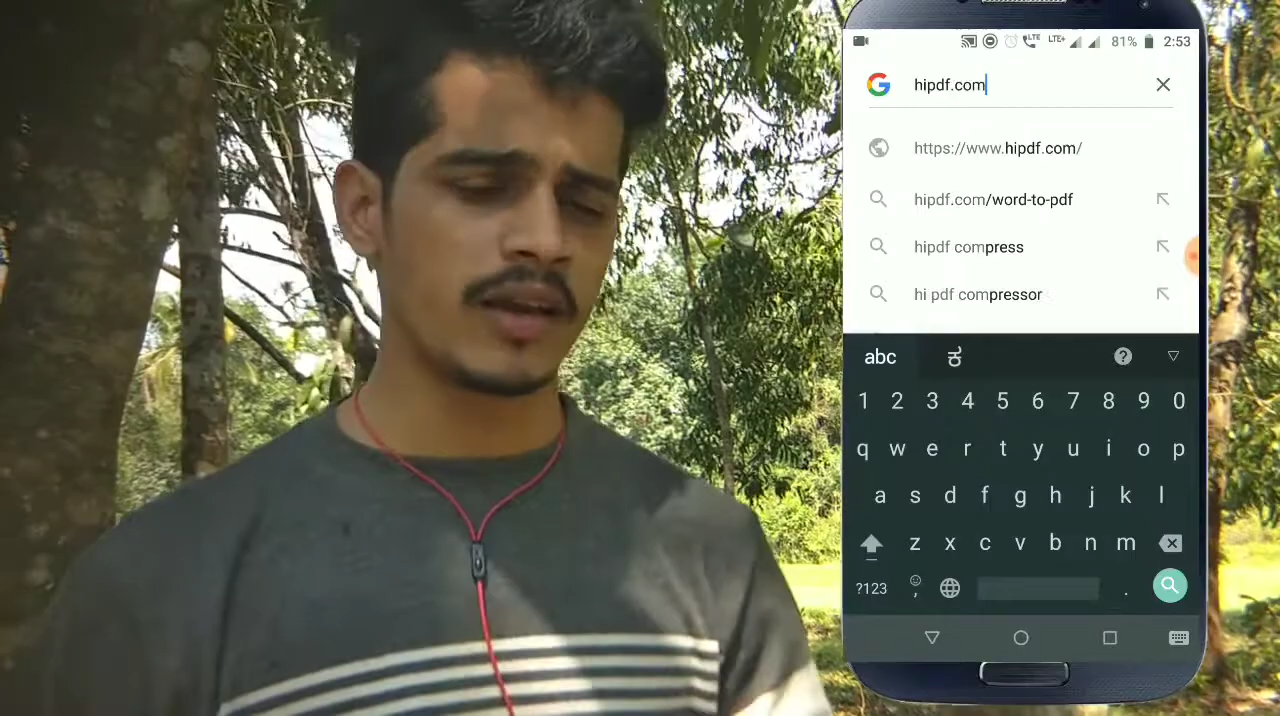 81% 2:53
hipdf.com
https://www.hipdf.com/
hipdf.com/word-to-pdf
hipdf compress
hi pdf compressor
abc ಕ
1 2 3 4 5 6 7 8 9 0
q w e r t y u i o p
a s d f g h j k l
z x c v b n m
?123 , .